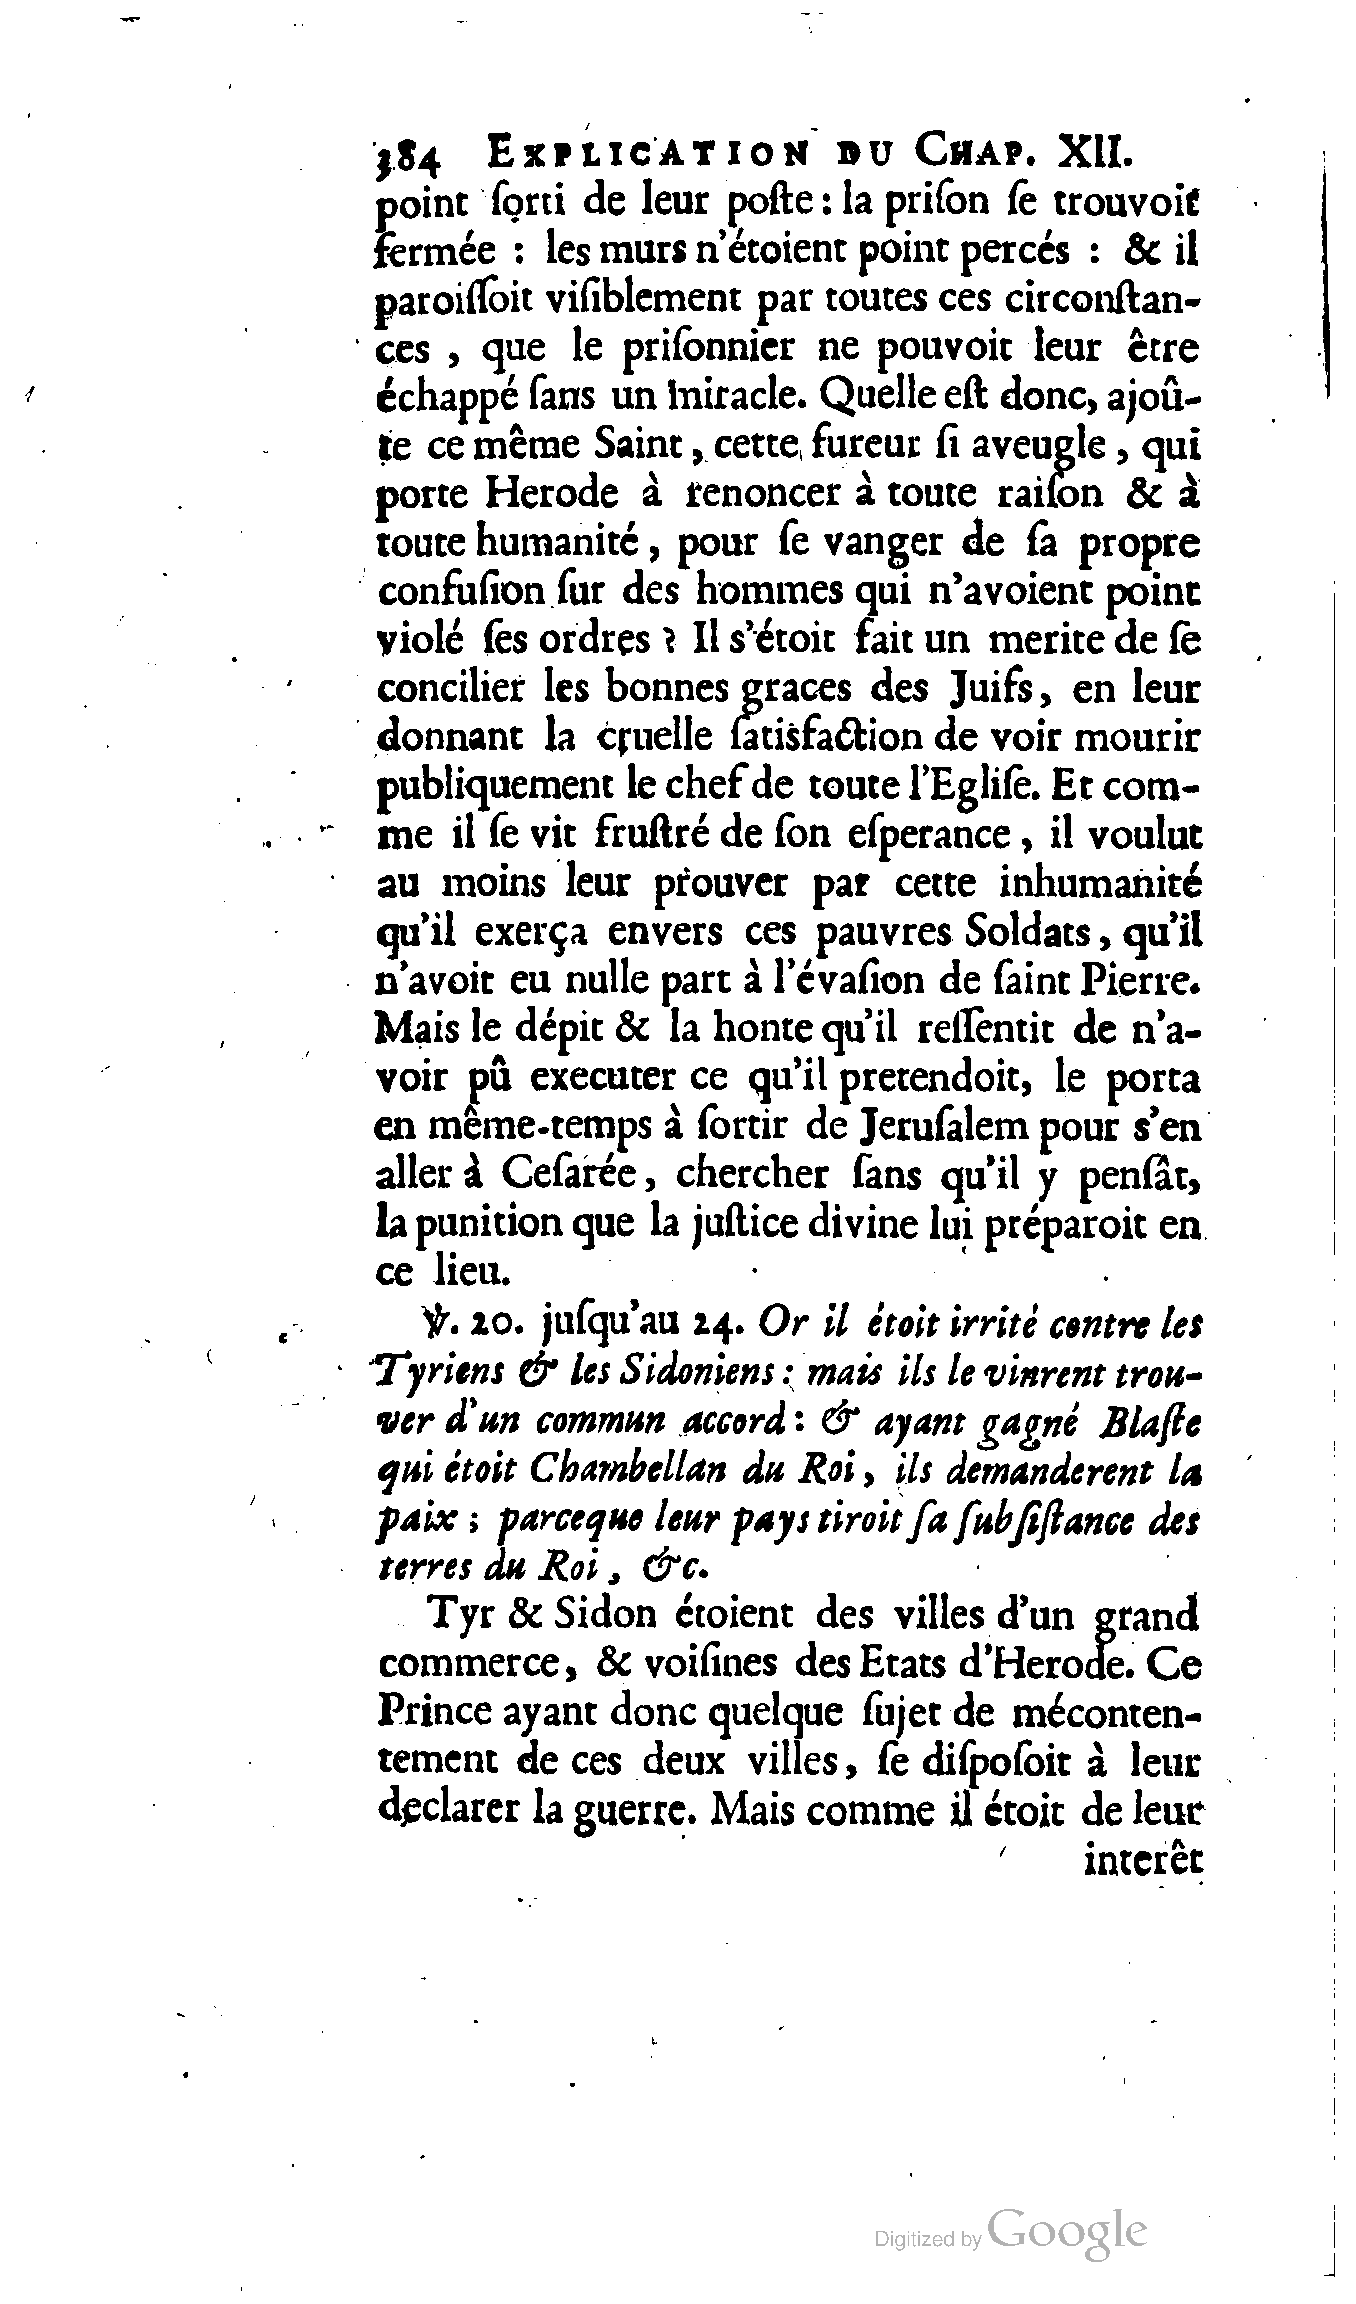 384 EXPLICATION DU CHAP. XII.
point ſorti de leur poſte : la priſon ſe trouvoit
fermée : les murs n'étoient point percés : & il
paroiſſoit viſiblement par toutes ces circonſtan-
ces , que le priſonnier ne pouvoit leur être
échappé ſans un miracle. Quelle eſt donc, ajoû-
te ce même Saint , cette fureur ſi aveugle , qui
porte Herode à renoncer à toute raiſon & à
toute humanité , pour ſe vanger de ſa propre
confuſion ſur des hommes qui n'avoient point
violé ſes ordres ? Il s'étoit fait un merite de ſe
concilier les bonnes graces des Juifs, en leur
donnant la cruelle ſatisfaction de voir mourir
publiquement le chef de toute l'Egliſe. Et com-
me il ſe vit fruſtré de ſon eſperance , il voulut
au moins leur prouver par cette inhumanité
qu'il exerça envers ces pauvres Soldats , qu'il
n'avoit eu nulle part à l'évaſion de ſaint Pierre.
Mais le dépit & la honte qu'il reſſentit de n'a-
voir pû executer ce qu'il pretendoit, le porta
en même-temps à ſortir de Jeruſalem pour s'en
aller à Ceſarée , chercher ſans qu'il y penſât,
la punition que la juſtice divine lui préparoit en
ce lieu.
℣. 20. juſqu'au 24. Or il étoit irrité contre les
Tyriens & les Sidoniens : mais ils le vinrent trou-
ver d'un commun accord : & ayant gagné Blaſte
qui étoit Chambellan du Roi , ils demanderent la
paix ; parceque leur pays tiroit ſa ſubſiſtance des
terres du Roi , &c.
Tyr & Sidon étoient des villes d'un grand
commerce, & voiſines des Etats d'Herode. Ce
Prince ayant donc quelque ſujet de méconten-
tement de ces deux villes, ſe diſpoſoit à leur
declarer la guerre. Mais comme il étoit de leur
interêt
Digitized by Google